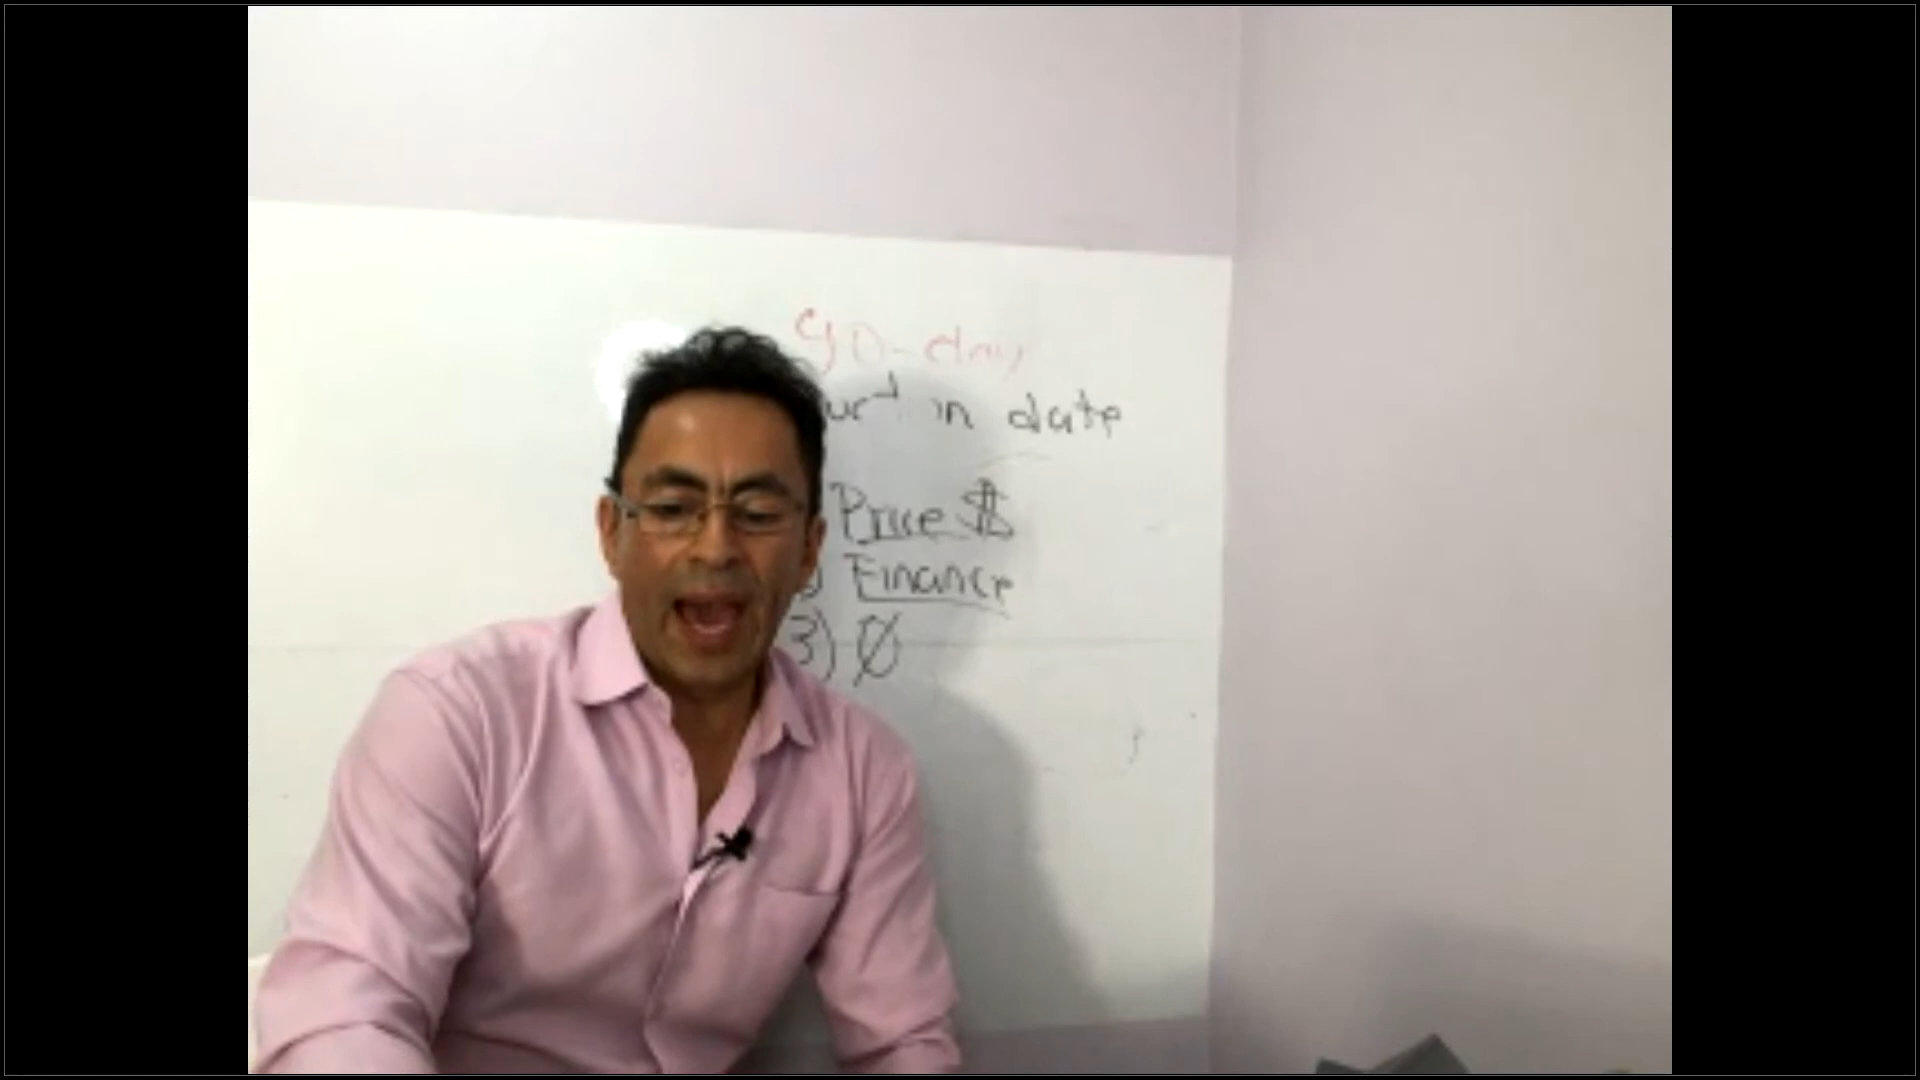 90-day
in date
Price $
) Finance
3) Ø